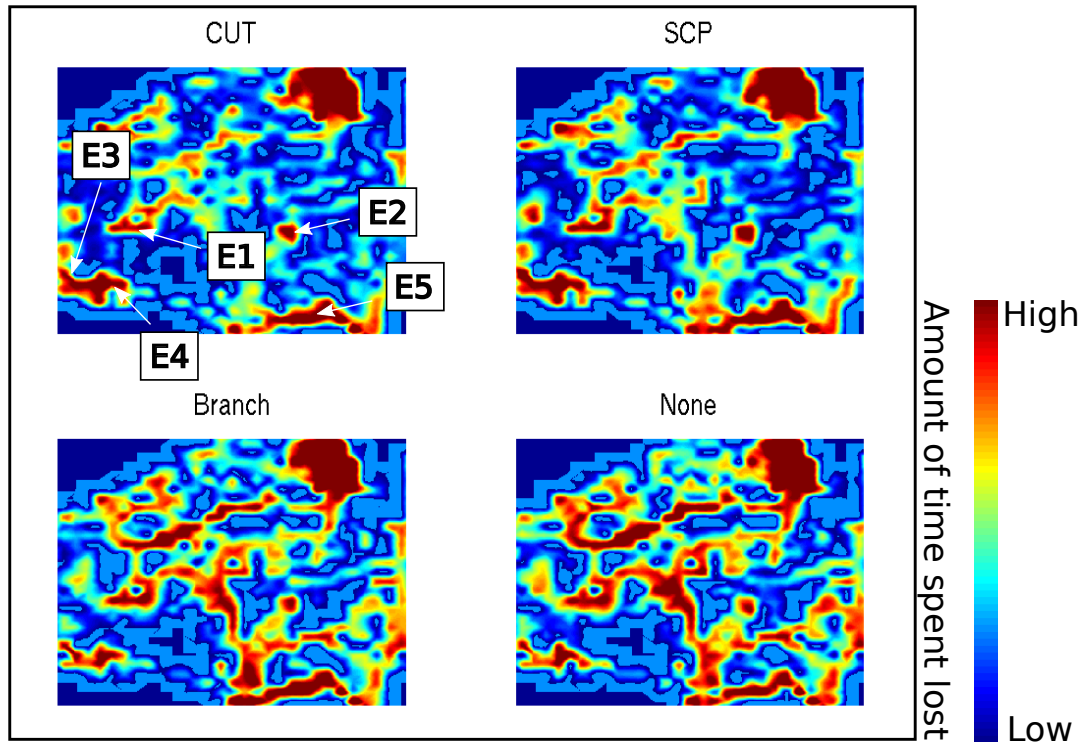 CUT
SCP
E3
E2
E1
E5
E4
Branch
None
High
Amount of time spent lost
Low